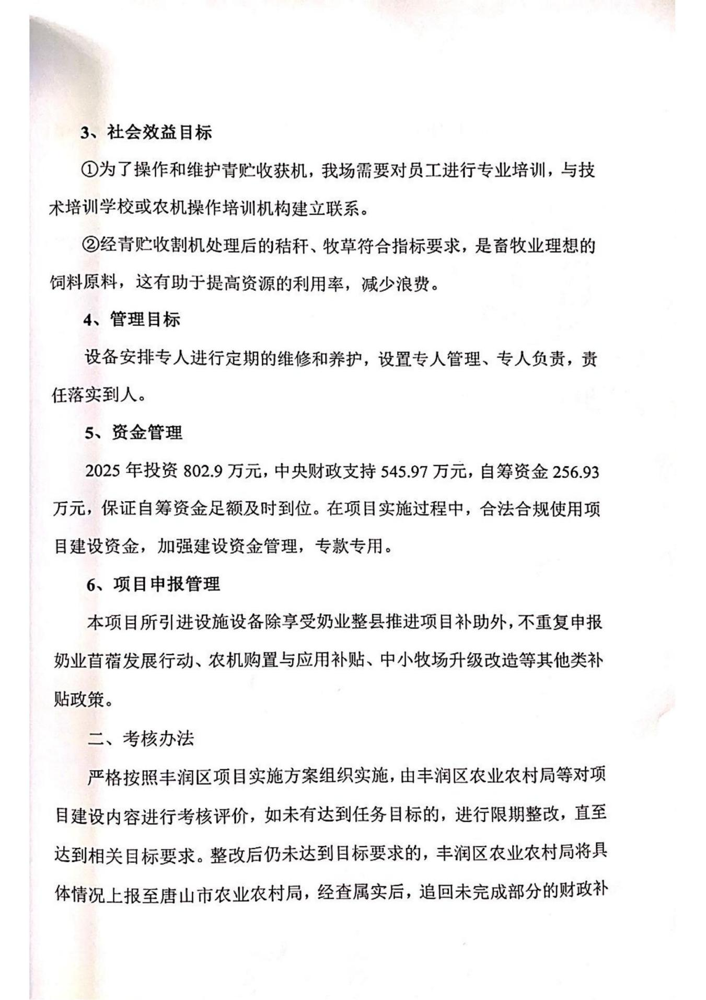 3、社会效益目标
①为了操作和维护青贮收获机，我场需要对员工进行专业培训，与技
术培训学校或农机操作培训机构建立联系。
②经青贮收割机处理后的秸秆、牧草符合指标要求，是畜牧业理想的
饲料原料，这有助于提高资源的利用率，减少浪费。
4、管理目标
设备安排专人进行定期的维修和养护，设置专人管理、专人负责，责
任落实到人。
5、资金管理
2025 年投资 802.9 万元，中央财政支持 545.97 万元，自筹资金 256.93
万元，保证自筹资金足额及时到位。在项目实施过程中，合法合规使用项
目建设资金，加强建设资金管理，专款专用。
6、项目申报管理
本项目所引进设施设备除享受奶业整县推进项目补助外，不重复申报
奶业苜蓿发展行动、农机购置与应用补贴、中小牧场升级改造等其他类补
贴政策。
二、考核办法
严格按照丰润区项目实施方案组织实施，由丰润区农业农村局等对项
目建设内容进行考核评价，如未有达到任务目标的，进行限期整改，直至
达到相关目标要求。整改后仍未达到目标要求的，丰润区农业农村局将具
体情况上报至唐山市农业农村局，经查属实后，追回未完成部分的财政补